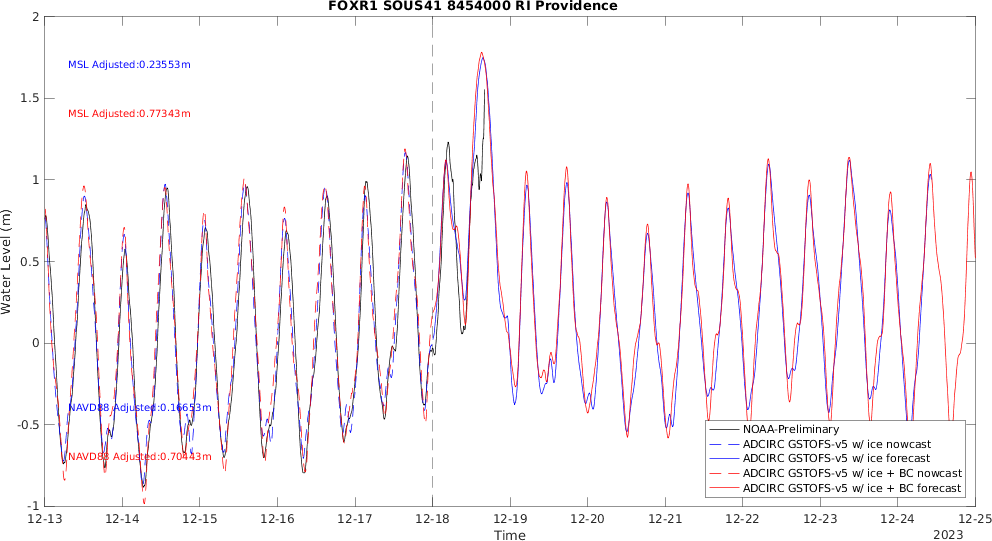 FOXR1 SOUS41 8454000 RI Providence
2
1.5
1
0.5
0
-0.5
-1
Water Level (m)
MSL Adjusted:0.23553m
MSL Adjusted:0.77343m
NAVD88 Adjusted:0.16653m
NAVD88 Adjusted:0.70443m
NOAA-Preliminary
ADCIRC GSTOFS-v5 w/ ice nowcast
ADCIRC GSTOFS-v5 w/ ice forecast
ADCIRC GSTOFS-v5 w/ ice + BC nowcast
ADCIRC GSTOFS-v5 w/ ice + BC forecast
12-13 12-14 12-15 12-16 12-17 12-18 12-19 12-20 12-21 12-22 12-23 12-24 12-25
Time
2023